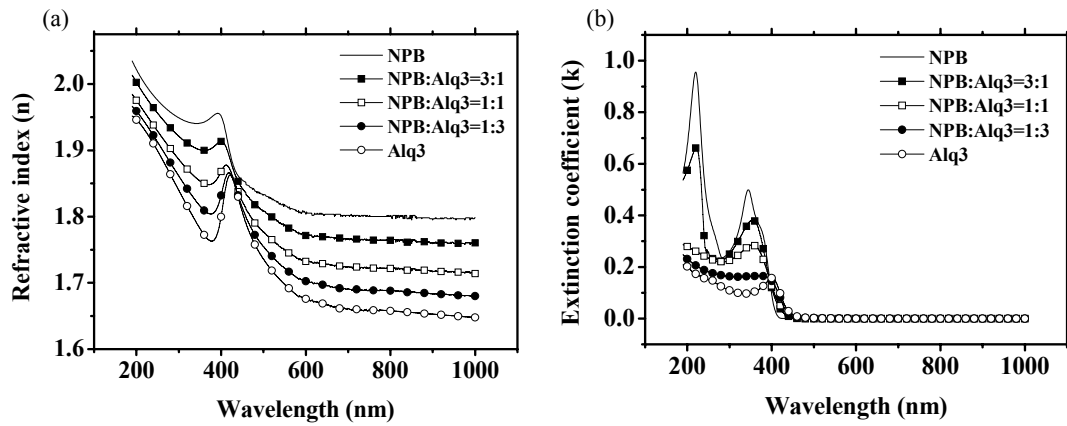 (a)
Refractive index (n)
2.0
1.9
1.8
1.7
1.6
200 400 600 800 1000
Wavelength (nm)
NPB
NPB:Alq3=3:1
NPB:Alq3=1:1
NPB:Alq3=1:3
Alq3
(b)
Extinction coefficient (k)
1.0
0.8
0.6
0.4
0.2
0.0
200 400 600 800 1000
Wavelength (nm)
NPB
NPB:Alq3=3:1
NPB:Alq3=1:1
NPB:Alq3=1:3
Alq3